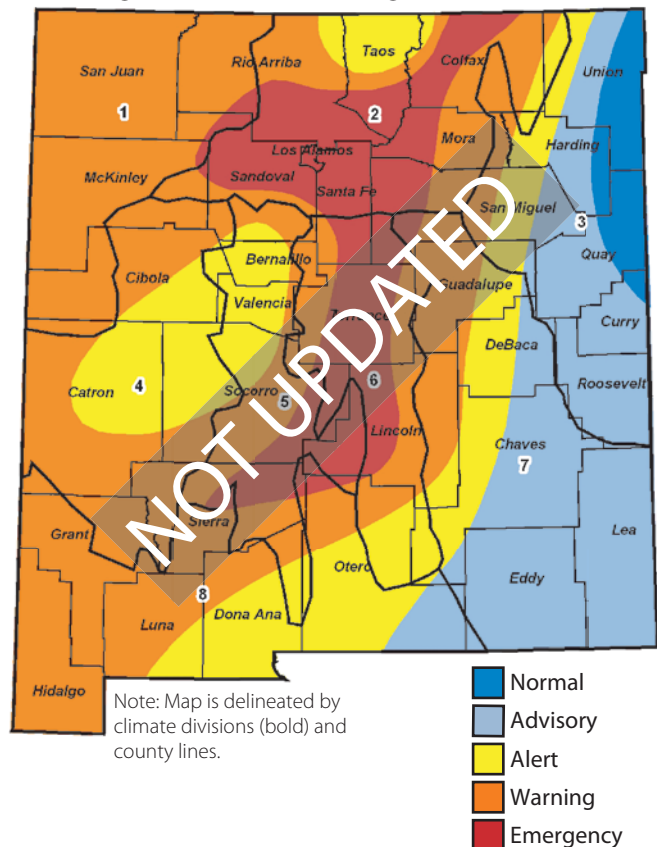 Taos
Rio Arriba
Colfax
San Juan
Union
1
2
Mora
Harding
Los Alamos
McKinley
Sandoval
Santa Fe
San Miguel
3
Bernalillo
Quay
Cibola
Guadalupe
Valencia
Torrance
Curry
DeBaca
Catron
4
Socorro
5
6
Roosevelt
Lincoln
Chaves
7
NOT UPDATED
Grant
Sierra
Lea
Otero
Eddy
8
Luna
Dona Ana
Hidalgo
Note: Map is delineated by
climate divisions (bold) and
county lines.
Normal
Advisory
Alert
Warning
Emergency